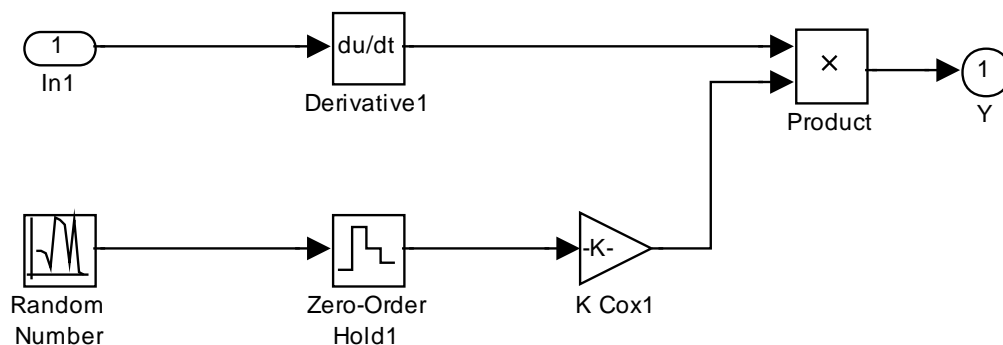 1
In1
du/dt
Derivative1
×
Product
1
Y
Random
Number
Zero-Order
Hold1
-K-
K Cox1